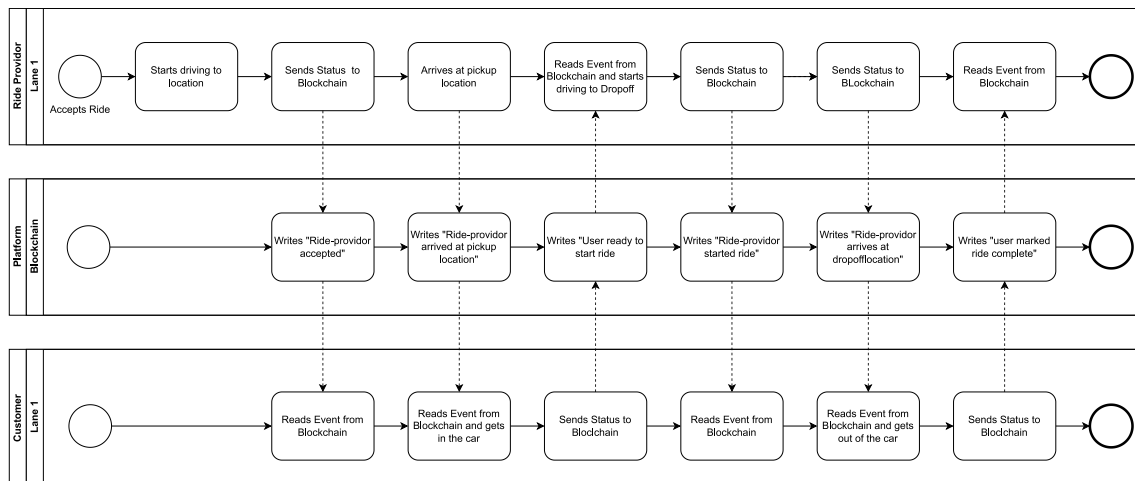 Ride Providor
Lane 1
Accepts Ride
Starts driving to
location
Sends Status  to
Blockchain
Arrives at pickup
location
Reads Event from
Blockchain and starts
driving to Dropoff
Sends Status to
Blockchain
Sends Status to
BLockchain
Reads Event from
Blockchain
Platform
Blockchain
Writes "Ride-providor
accepted"
Writes "Ride-providor
arrived at pickup
location"
Writes "User ready to
start ride
Writes "Ride-providor
started ride"
Writes "Ride-providor
arrives at
dropofflocation"
Writes "user marked
ride complete"
Customer
Lane 1
Reads Event from
Blockchain
Reads Event from
Blockchain and gets
in the car
Sends Status to
Bloclchain
Reads Event from
Blockchain
Reads Event from
Blockchain and gets
out of the car
Sends Status to
Bloclchain